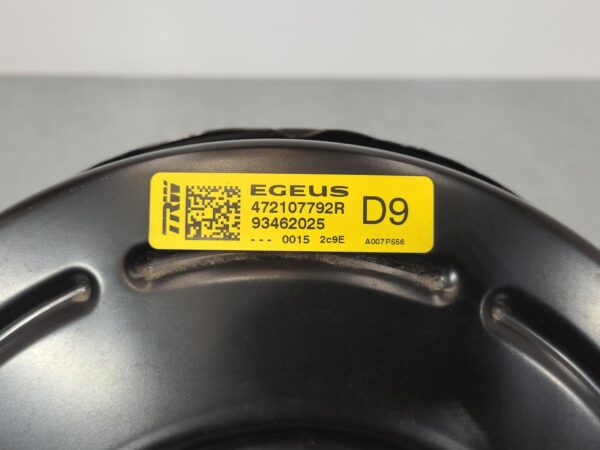 TRW
EGEUS
472107792R
93462025
D9
--- 0015 2c9E A007P556